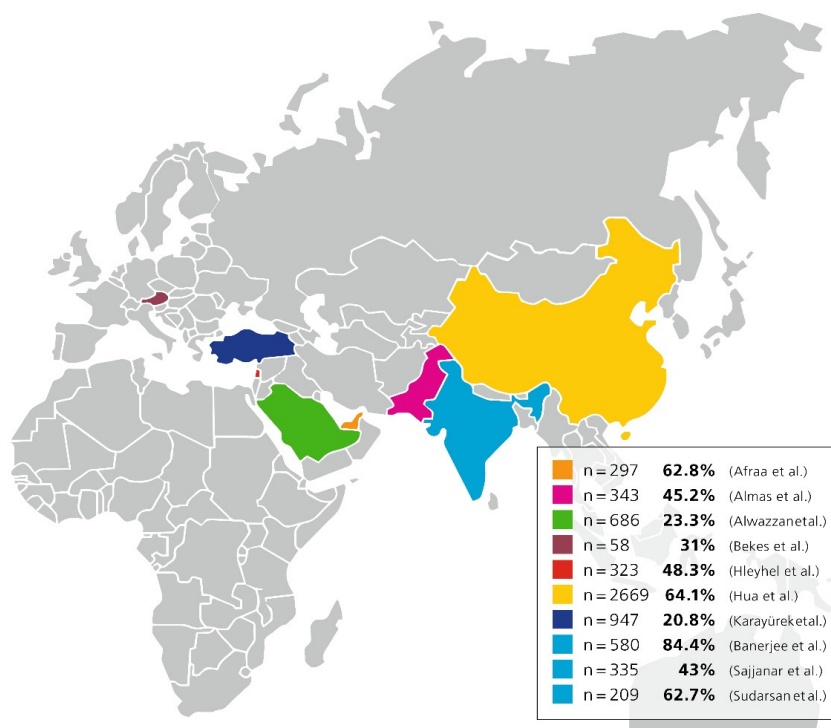 n = 297 62.8% (Afraa et al.)
n = 343 45.2% (Almas et al.)
n = 686 23.3% (Alwazzanetal.)
n = 58 31% (Bekes et al.)
n = 323 48.3% (Hleyhel et al.)
n = 2669 64.1% (Hua et al.)
n = 947 20.8% (Karayüreketal.)
n = 580 84.4% (Banerjee et al.)
n = 335 43% (Sajjanar et al.)
n = 209 62.7% (Sudarsan et al.)